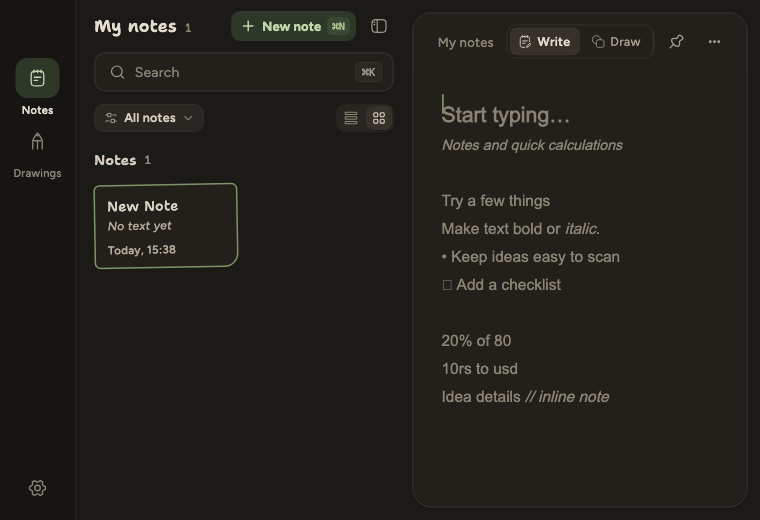 My notes 1
New note ⌘N
Search ⌘K
All notes
Notes
Drawings
Notes 1
New Note
No text yet
Today, 15:38
My notes
Write
Draw
Start typing...
Notes and quick calculations
Try a few things
Make text bold or italic.
• Keep ideas easy to scan
☐ Add a checklist
20% of 80
10rs to usd
Idea details // inline note